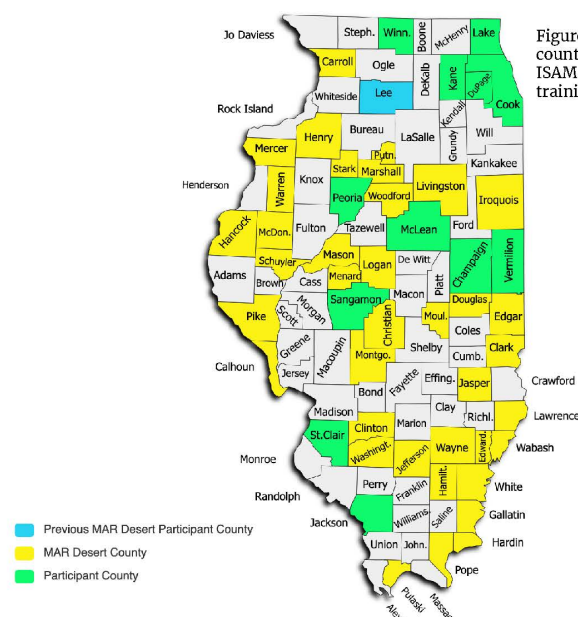 Jo Daviess
Steph.
Winn.
Boone
McHenry
Lake
Figure
count
ISAM
traini
Carroll
Ogle
DeKalb
Kane
DuPage
Cook
Whiteside
Lee
Kendall
Rock Island
Henry
Bureau
LaSalle
Grundy
Will
Mercer
Putn.
Kankakee
Stark
Marshall
Henderson
Warren
Knox
Peoria
Woodford
Livingston
Iroquois
Hancock
McDon.
Fulton
Tazewell
McLean
Ford
Schuyler
Mason
Logan
De Witt
Champaign
Vermilion
Adams
Brown
Cass
Menard
Macon
Piatt
Sangamon
Douglas
Edgar
Pike
Scott
Morgan
Christian
Moul.
Coles
Greene
Macoupin
Montgo.
Shelby
Cumb.
Clark
Calhoun
Jersey
Fayette
Effing.
Jasper
Crawford
Bond
Madison
Clay
Richl.
Lawrence
St.Clair
Clinton
Marion
Wabash
Washingt.
Jefferson
Wayne
Edward.
Monroe
Perry
Hamilt.
White
Randolph
Franklin
Jackson
Williams.
Saline
Gallatin
Hardin
Union
John.
Pope
Pulaski
Massac
Alex
Previous MAR Desert Participant County
MAR Desert County
Participant County